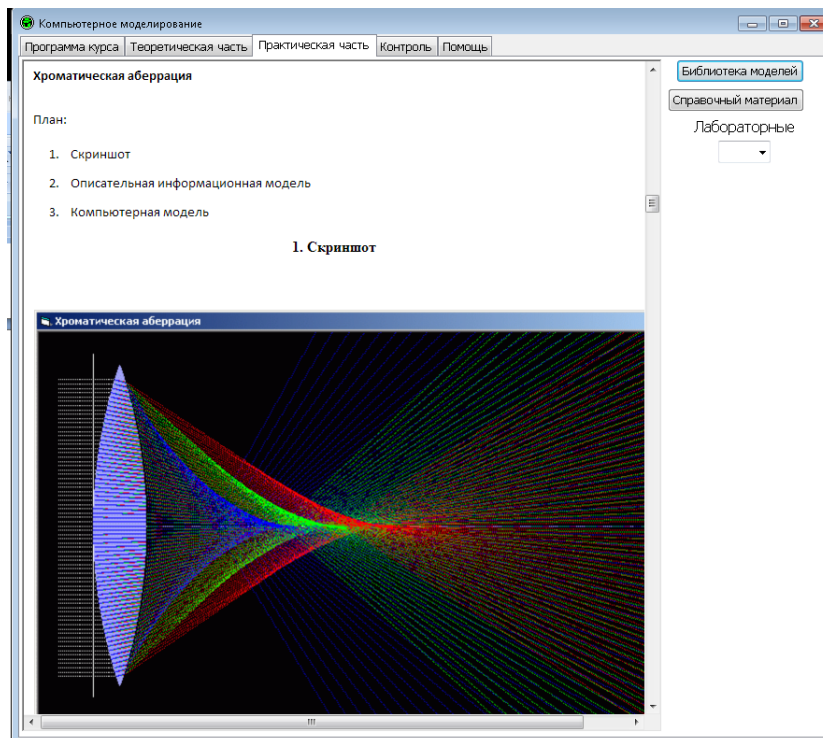 Компьютерное моделирование
Программа курса Теоретическая часть Практическая часть Контроль Помощь
Хроматическая аберрация
Библиотека моделей
Справочный материал
Лабораторные
План:
1. Скриншот
2. Описательная информационная модель
3. Компьютерная модель
1. Скриншот
Хроматическая аберрация